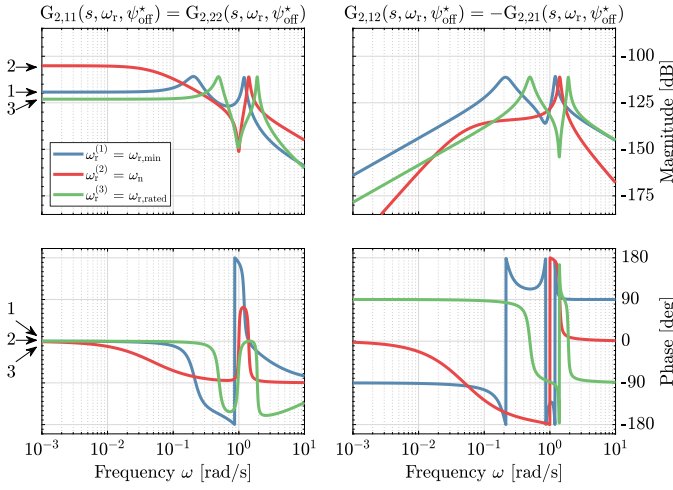 G₂,₁₁(s, ωᵣ, ψ*off) = G₂,₂₂(s, ωᵣ, ψ*off)
G₂,₁₂(s, ωᵣ, ψ*off) = −G₂,₂₁(s, ωᵣ, ψ*off)
2
1
3
ωᵣ⁽¹⁾ = ωr,min
ωᵣ⁽²⁾ = ωₙ
ωᵣ⁽³⁾ = ωr,rated
-100
-125
-150
-175
Magnitude [dB]
1
2
3
180
90
0
-90
-180
Phase [deg]
10⁻³ 10⁻² 10⁻¹ 10⁰ 10¹
10⁻³ 10⁻² 10⁻¹ 10⁰ 10¹
Frequency ω [rad/s]
Frequency ω [rad/s]